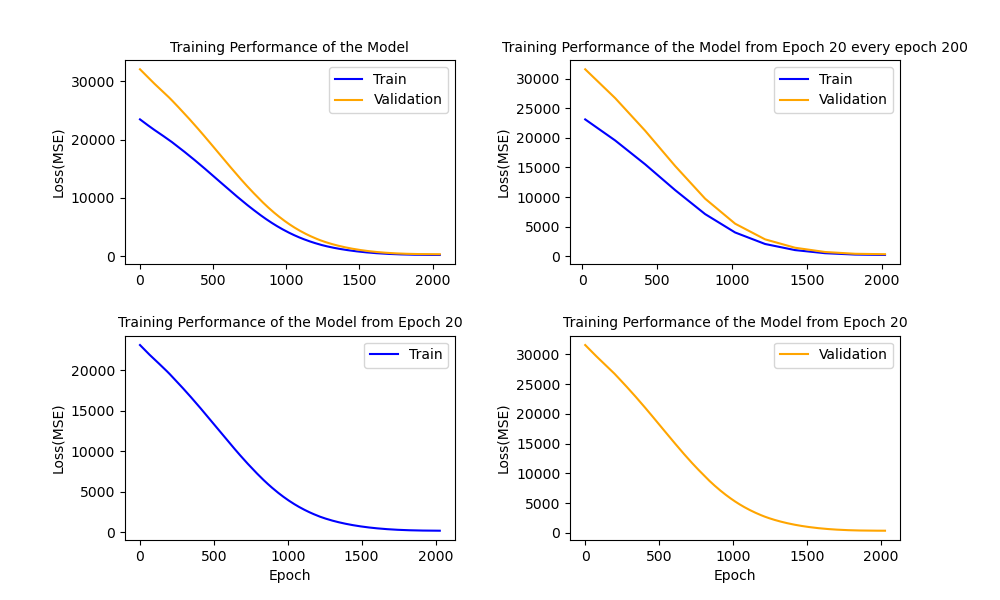 Training Performance of the Model
Loss(MSE)
30000
20000
10000
0
0 500 1000 1500 2000
Train
Validation
Training Performance of the Model from Epoch 20 every epoch 200
Loss(MSE)
30000
25000
20000
15000
10000
5000
0
0 500 1000 1500 2000
Train
Validation
Training Performance of the Model from Epoch 20
Loss(MSE)
20000
15000
10000
5000
0
0 500 1000 1500 2000
Epoch
Train
Training Performance of the Model from Epoch 20
Loss(MSE)
30000
25000
20000
15000
10000
5000
0
0 500 1000 1500 2000
Epoch
Validation